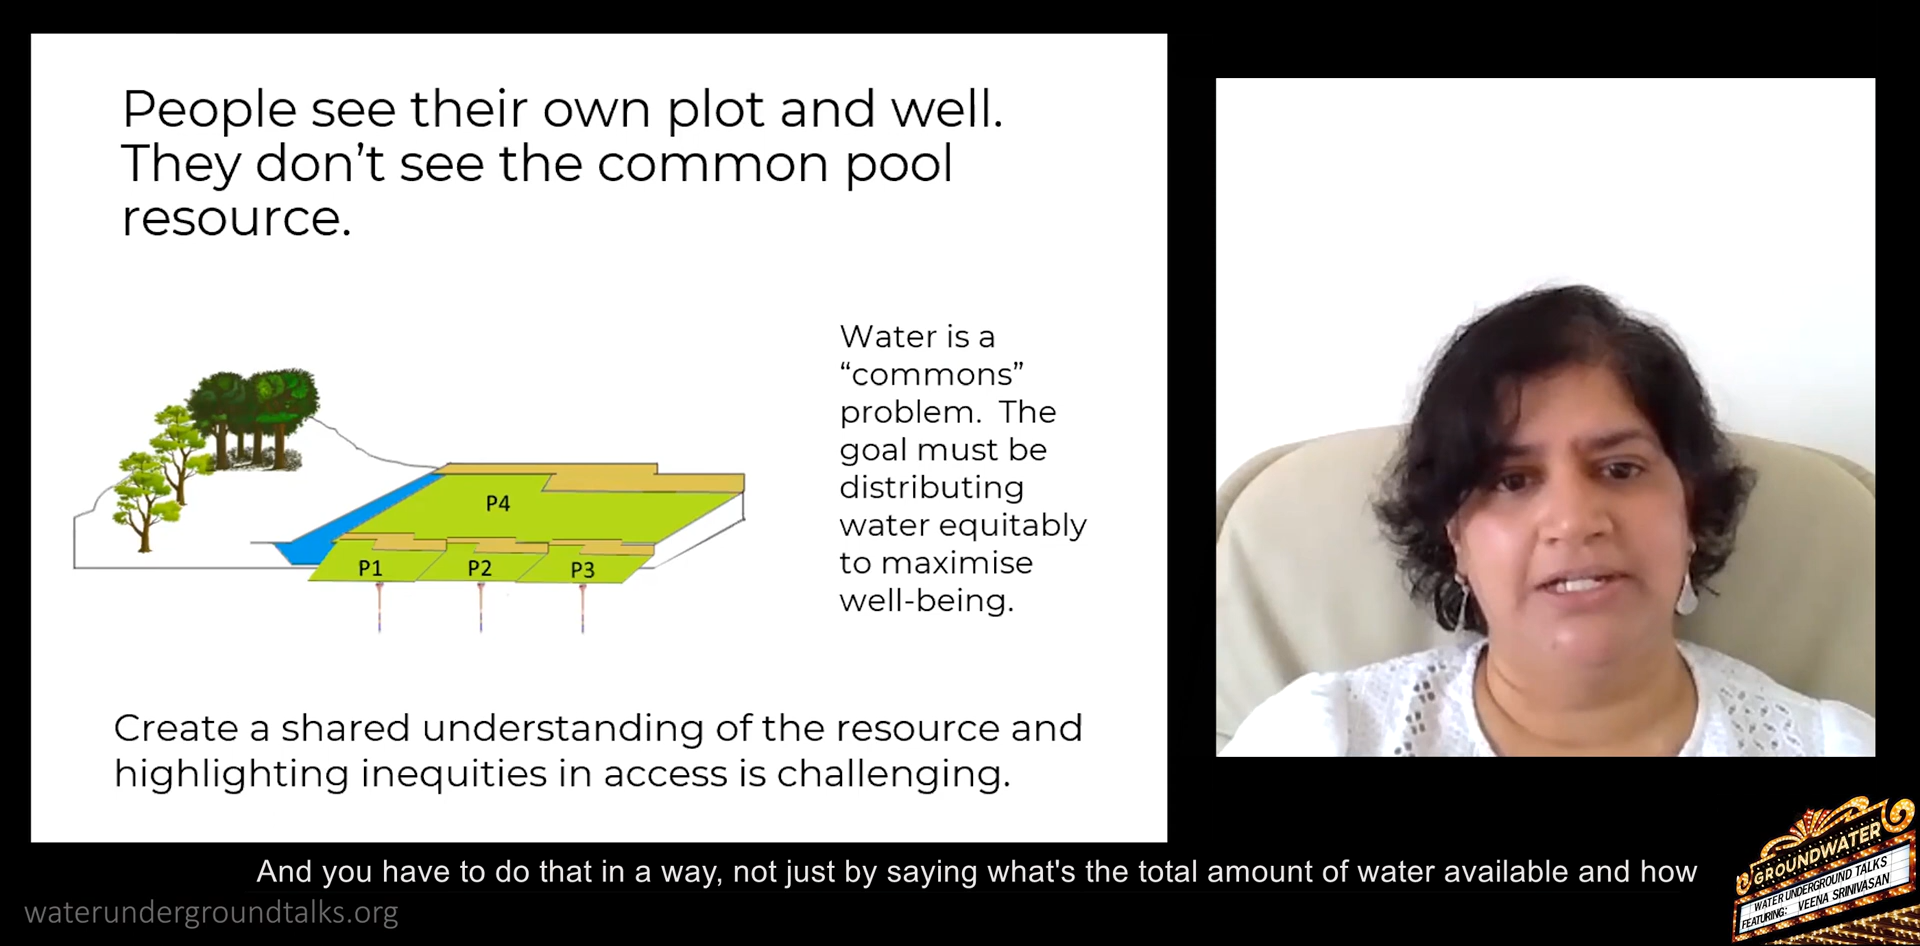 People see their own plot and well.
They don’t see the common pool
resource.
Water is a
“commons”
problem.  The
goal must be
distributing
water equitably
to maximise
well-being.
P4
P1
P2
P3
Create a shared understanding of the resource and
highlighting inequities in access is challenging.
And you have to do that in a way, not just by saying what's the total amount of water available and how
waterundergroundtalks.org
GROUNDWATER
WATER UNDERGROUND TALKS
FEATURING: VEENA SRINIVASAN